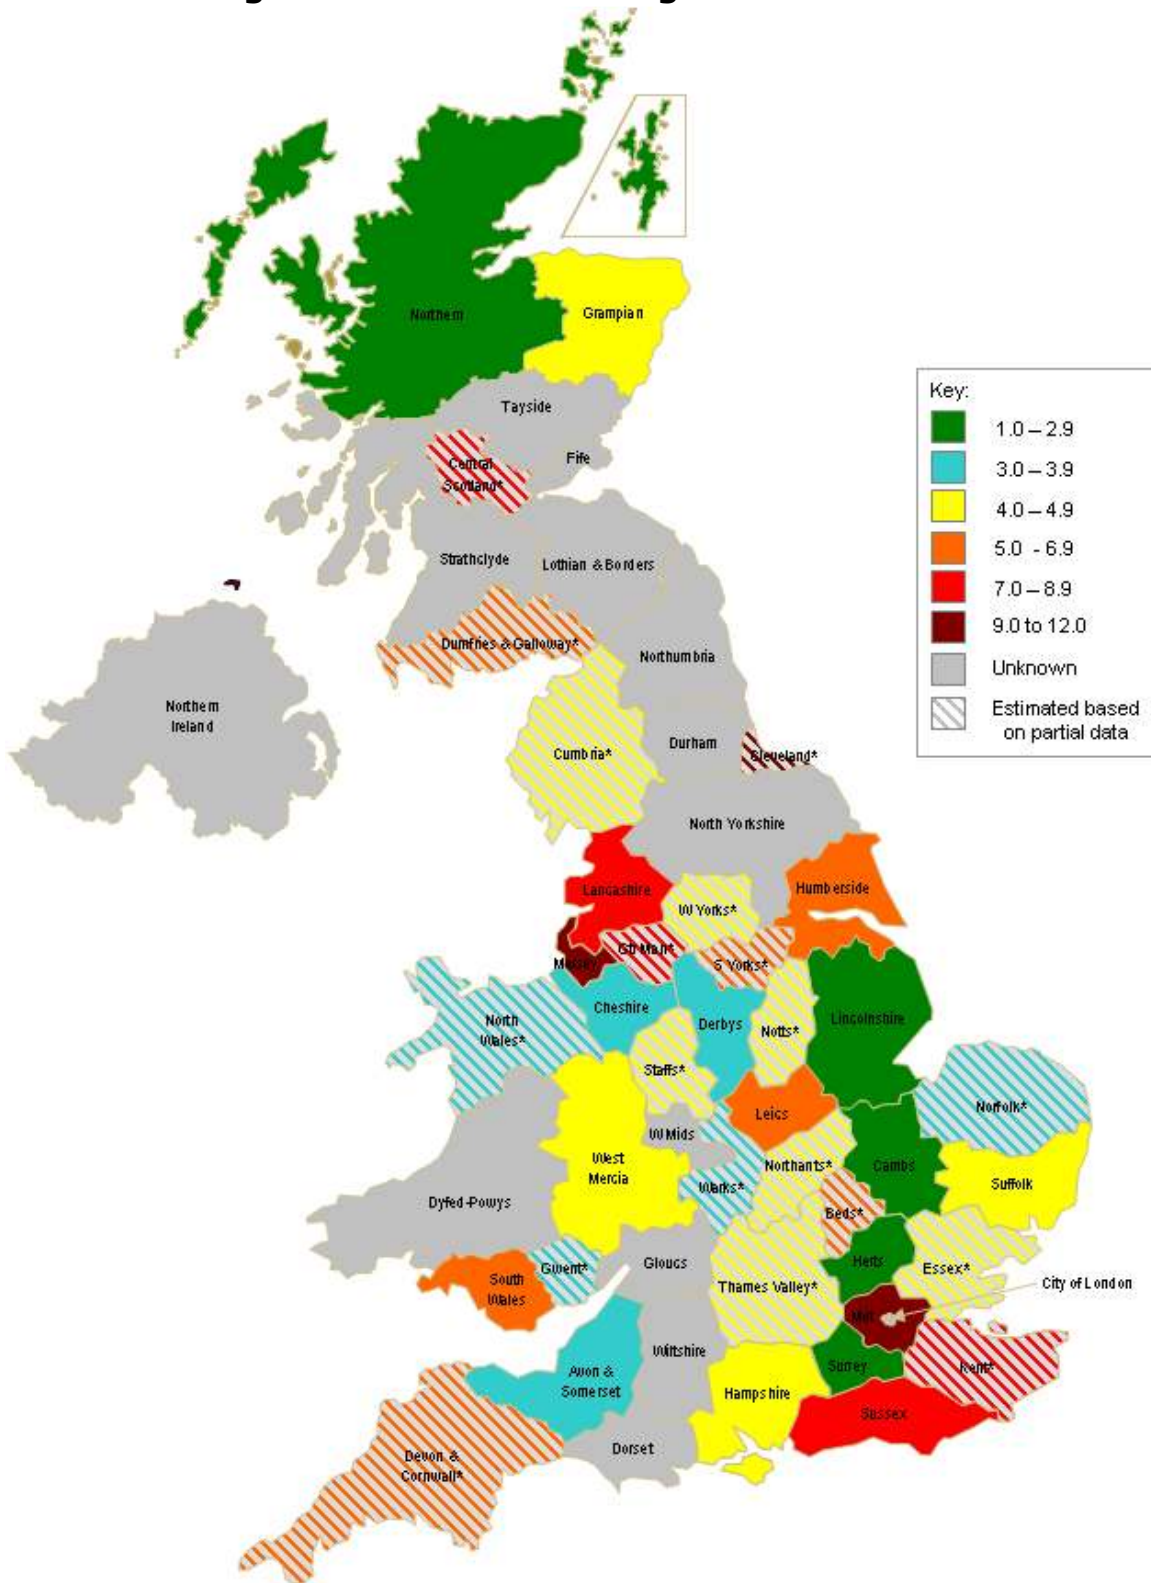 Northern
Grampian
Tayside
Fife
Central
Scotland*
Strathclyde
Lothian & Borders
Dumfries & Galloway*
Northumbria
Northern
Ireland
Durham
Cleveland*
Cumbria*
North Yorkshire
Lancashire
Humberside
W Yorks*
Gtr Man*
S Yorks*
Mersey
Cheshire
Derbys
Notts*
Lincolnshire
North
Wales*
Staffs*
Norfolk*
Leics
W Mids
Northants*
Cambs
West
Mercia
Warks*
Suffolk
Dyfed-Powys
Beds*
Herts
Essex*
Gloucs
Gwent*
South
Wales
Thames Valley*
City of London
Met
Wiltshire
Surrey
Kent*
Avon &
Somerset
Hampshire
Sussex
Dorset
Devon &
Cornwall*
Key:
1.0 – 2.9
3.0 – 3.9
4.0 – 4.9
5.0 - 6.9
7.0 – 8.9
9.0 to 12.0
Unknown
Estimated based
on partial data